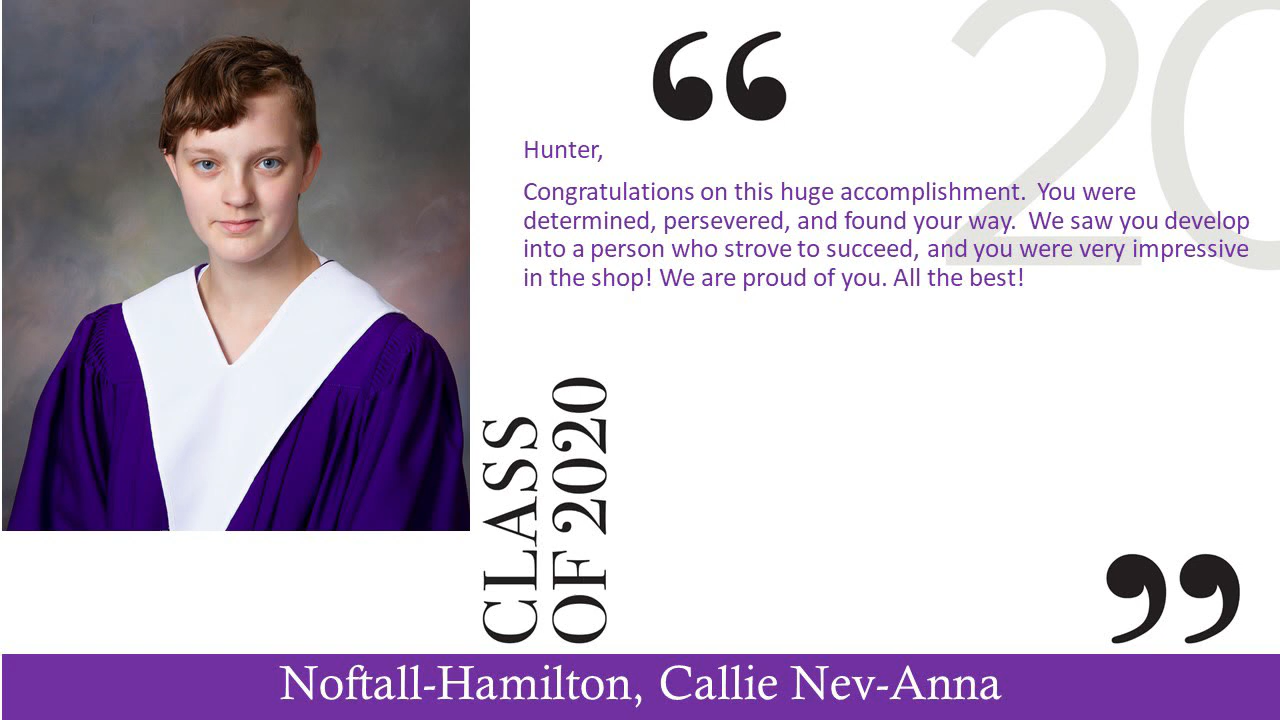 20
“
Hunter,
Congratulations on this huge accomplishment.  You were
determined, persevered, and found your way.  We saw you develop
into a person who strove to succeed, and you were very impressive
in the shop! We are proud of you. All the best!
CLASS
OF 2020
”
Noftall-Hamilton, Callie Nev-Anna